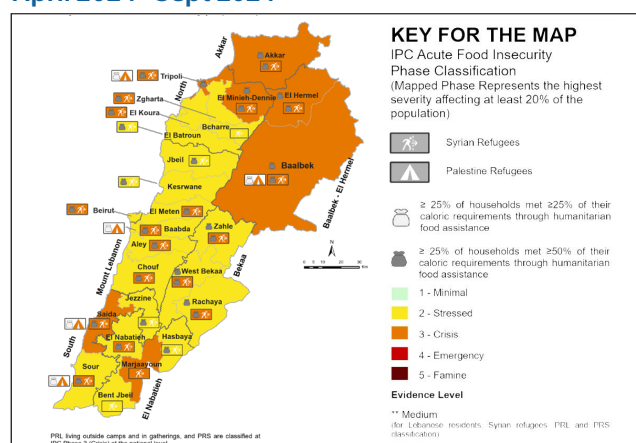 April 2024 - Sept 2024
Akkar
Akkar
Tripoli
North
Zgharta
El Minieh-Dennie
El Hermel
El Koura
Bcharre
El Batroun
Jbeil
Baalbek
Kesrwane
Baalbek - El Hermel
Beirut
El Meten
Zahle
Baabda
Aley
Mount Lebanon
Bekaa
Chouf
West Bekaa
Jezzine
Rachaya
Saida
El Nabatieh
Hasbaya
South
Sour
Marjaayoun
El Nabatieh
Bent Jbeil
N
0 5 10 20 30
Km
KEY FOR THE MAP
IPC Acute Food Insecurity
Phase Classification
(Mapped Phase Represents the highest
severity affecting at least 20% of the
population)
Syrian Refugees
Palestine Refugees
≥ 25% of households met ≥25% of their
caloric requirements through humanitarian
food assistance
≥ 25% of households met ≥50% of their
caloric requirements through humanitarian
food assistance
1 - Minimal
2 - Stressed
3 - Crisis
4 - Emergency
5 - Famine
Evidence Level
** Medium
(for Lebanese residents, Syrian refugees, PRL and PRS
classification)
PRL living outside camps and in gatherings, and PRS are classified at
IPC Phase 3 (Crisis) at the national level